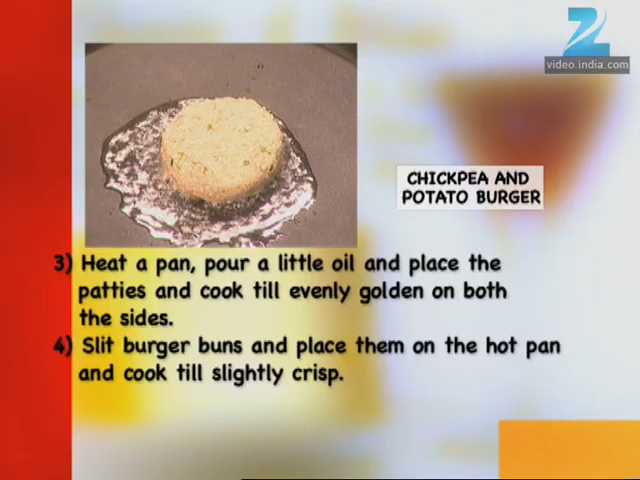 Z
video.india.com
CHICKPEA AND
POTATO BURGER
3) Heat a pan, pour a little oil and place the
patties and cook till evenly golden on both
the sides.
4) Slit burger buns and place them on the hot pan
and cook till slightly crisp.